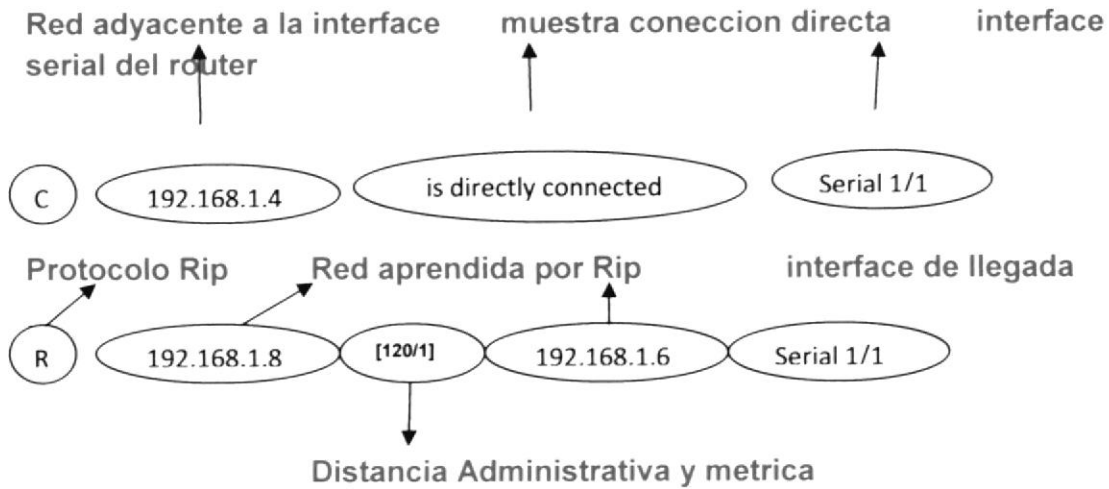 Red adyacente a la interface muestra coneccion directa interface
serial del router
C 192.168.1.4 is directly connected Serial 1/1
Protocolo Rip Red aprendida por Rip interface de llegada
R 192.168.1.8 [120/1] 192.168.1.6 Serial 1/1
Distancia Administrativa y metrica